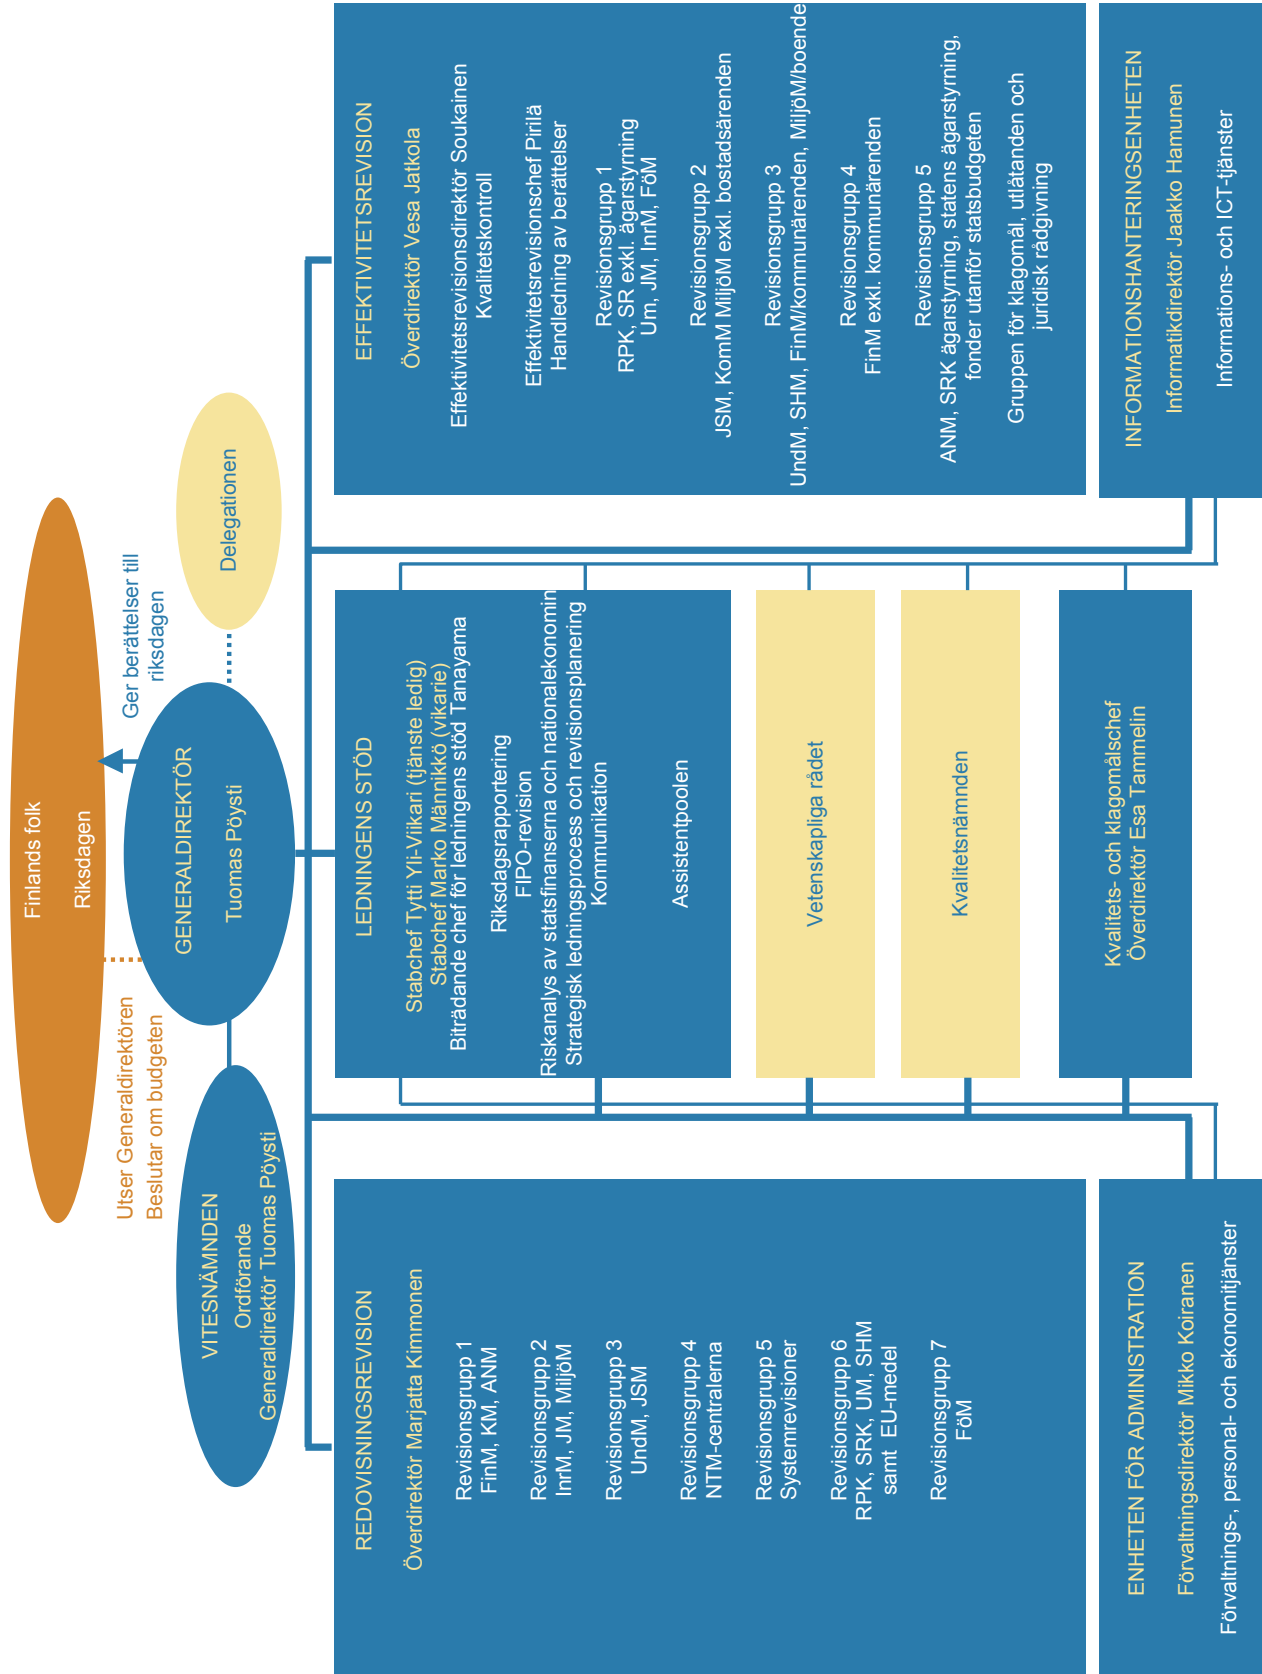 Finlands folk
Riksdagen
Utser Generaldirektören
Beslutar om budgeten
Ger berättelser till
riksdagen
VITESNÄMNDEN
Ordförande
Generaldirektör Tuomas Pöysti
GENERALDIREKTÖR
Tuomas Pöysti
Delegationen
REDOVISNINGSREVISION
Överdirektör Marjatta Kimmonen
Revisionsgrupp 1
FinM, KM, ANM
Revisionsgrupp 2
InrM, JM, MiljöM
Revisionsgrupp 3
UndM, JSM
Revisionsgrupp 4
NTM-centralerna
Revisionsgrupp 5
Systemrevisioner
Revisionsgrupp 6
RPK, SRK, UM, SHM
samt EU-medel
Revisionsgrupp 7
FöM
LEDNINGENS STÖD
Stabchef Tytti Yli-Viikari (tjänste ledig)
Stabchef Marko Männikkö (vikarie)
Biträdande chef för ledningens stöd Tanayama
Riksdagsrapportering
FIPO-revision
Riskanalys av statsfinanserna och nationalekonomin
Strategisk ledningsprocess och revisionsplanering
Kommunikation
Assistentpoolen
Vetenskapliga rådet
Kvalitetsnämnden
Kvalitets- och klagomålschef
Överdirektör Esa Tammelin
EFFEKTIVITETSREVISION
Överdirektör Vesa Jatkola
Effektivitetsrevisionsdirektör Soukainen
Kvalitetskontroll
Effektivitetsrevisionschef Pirilä
Handledning av berättelser
Revisionsgrupp 1
RPK, SR exkl. ägarstyrning
Um, JM, InrM, FöM
Revisionsgrupp 2
JSM, KomM MiljöM exkl. bostadsärenden
Revisionsgrupp 3
UndM, SHM, FinM/kommunärenden, MiljöM/boende
Revisionsgrupp 4
FinM exkl. kommunärenden
Revisionsgrupp 5
ANM, SRK ägarstyrning, statens ägarstyrning,
fonder utanför statsbudgeten
Gruppen för klagomål, utlåtanden och
juridisk rådgivning
ENHETEN FÖR ADMINISTRATION
Förvaltningsdirektör Mikko Koiranen
Förvaltnings-, personal- och ekonomitjänster
INFORMATIONSHANTERINGSENHETEN
Informatikdirektör Jaakko Hamunen
Informations- och ICT-tjänster